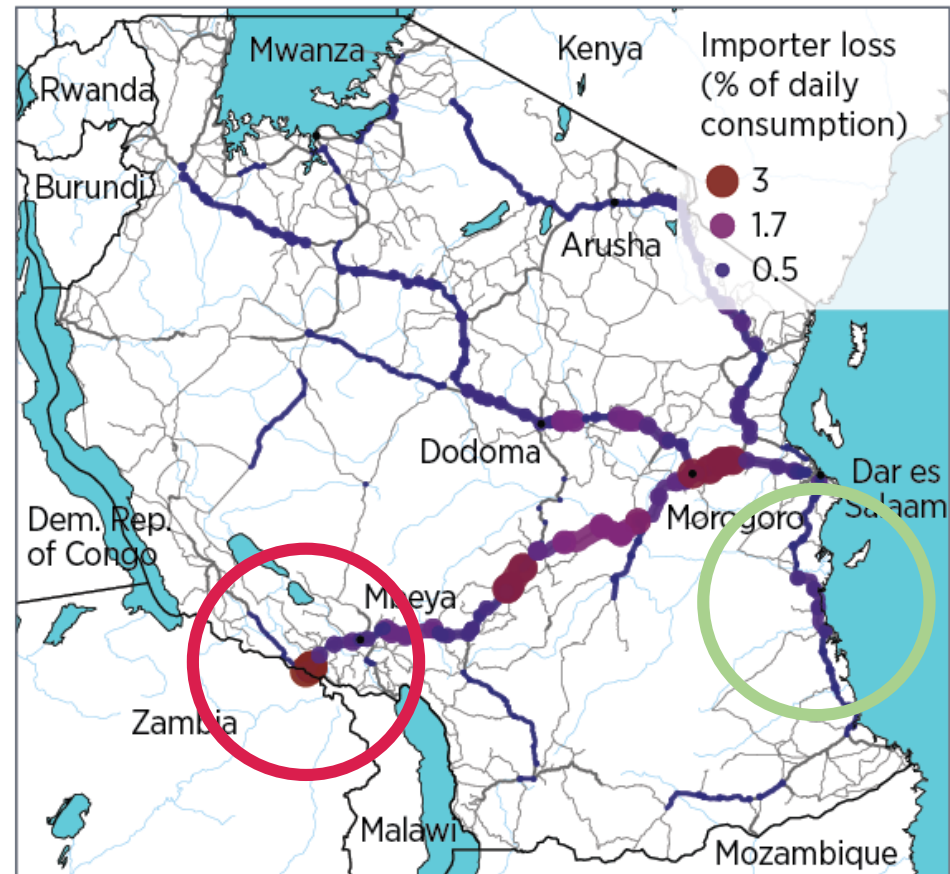 Mwanza
Kenya
Importer loss
(% of daily
consumption)
Rwanda
3
Burundi
1.7
Arusha
0.5
Dodoma
Dar es
Salaam
Morogoro
Dem. Rep.
of Congo
Mbeya
Zambia
Malawi
Mozambique